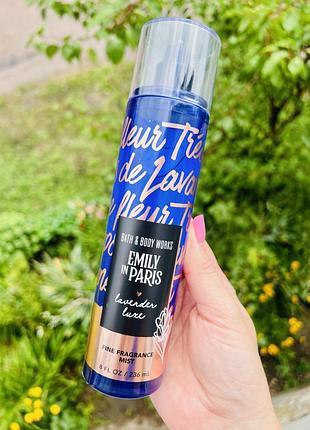 fleur Tré
de Lava
fleur T
BATH & BODY WORKS
EMILY
IN PARIS
lavender
luxe
FINE FRAGRANCE
MIST
8 FL OZ / 236 mL